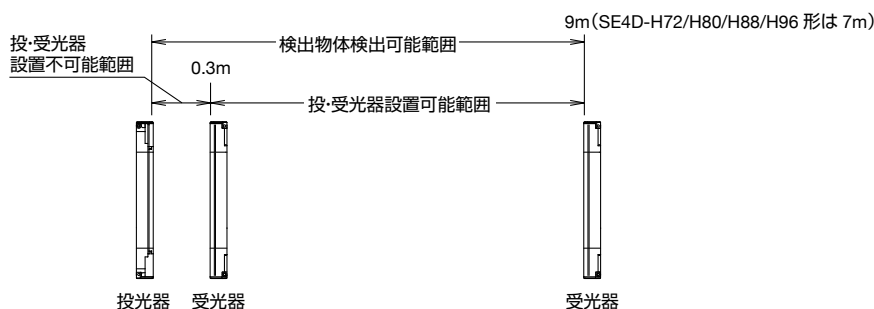 9m（SE4D-H72/H80/H88/H96 形は 7m）
検出物体検出可能範囲
投・受光器
設置不可能範囲
0.3m
投・受光器設置可能範囲
投光器
受光器
受光器